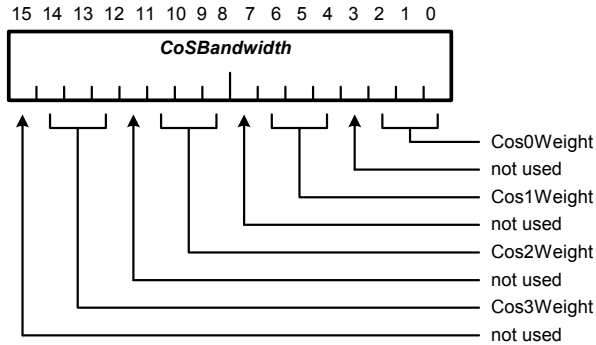 15 14 13 12 11 10 9 8 7 6 5 4 3 2 1 0
CoSBandwidth
Cos0Weight
not used
Cos1Weight
not used
Cos2Weight
not used
Cos3Weight
not used